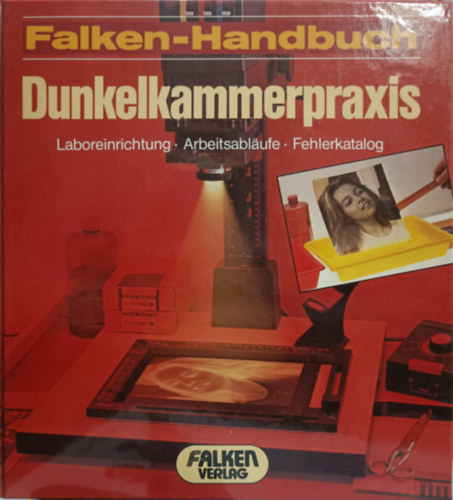 Falken-Handbuch
Dunkelkammerpraxis
Laboreinrichtung · Arbeitsabläufe · Fehlerkatalog
FALKEN
VERLAG